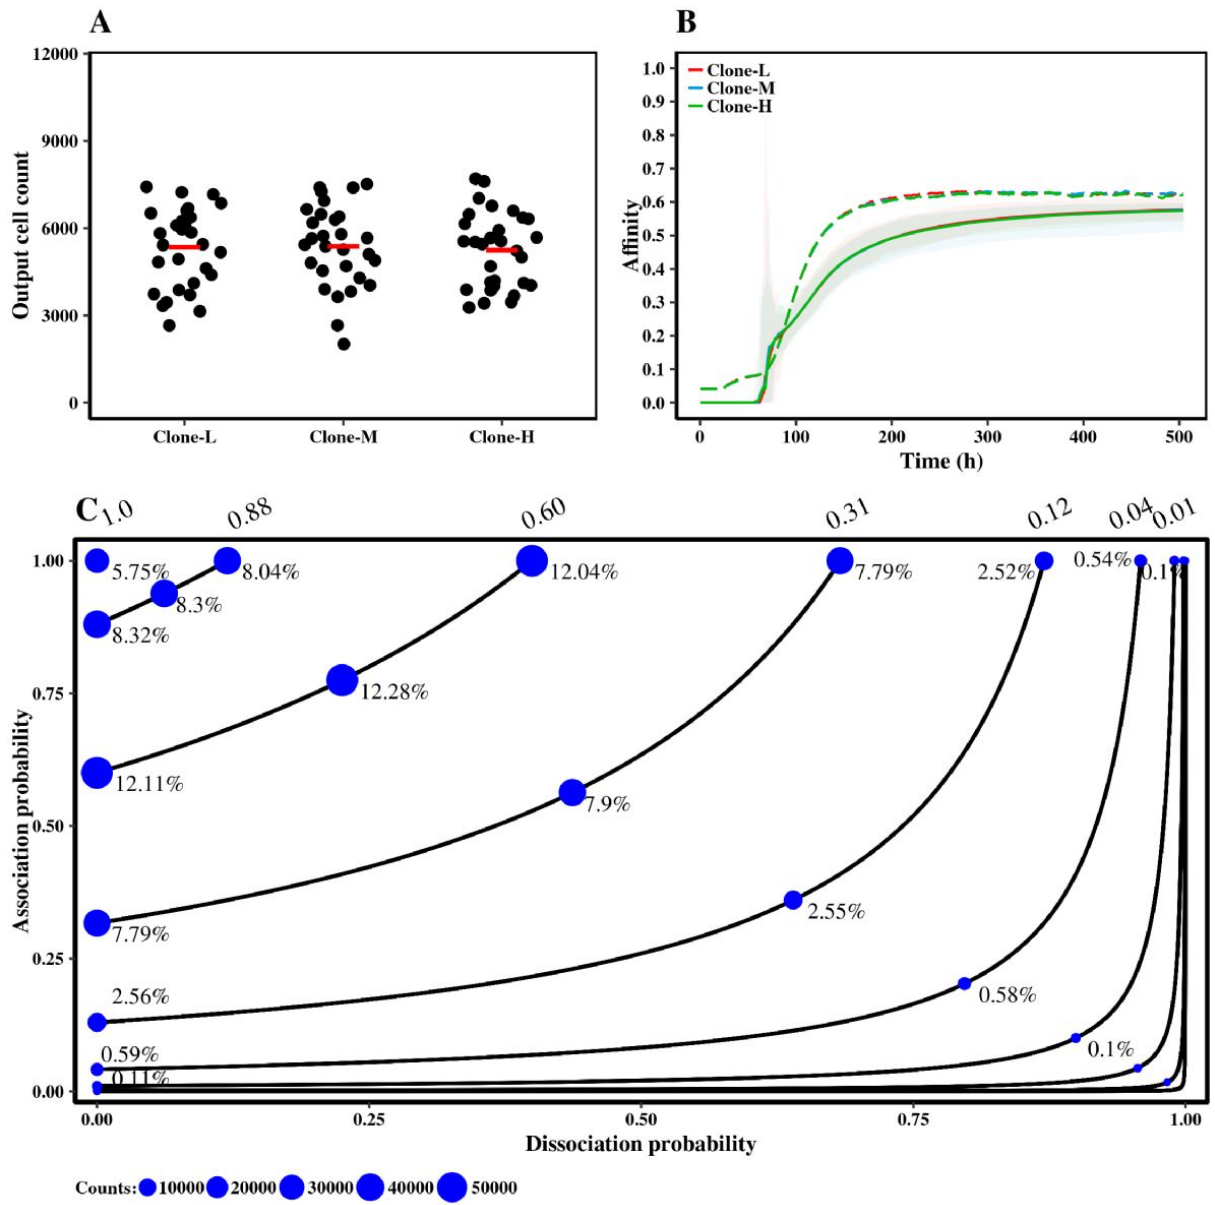 A
Output cell count
12000
9000
6000
3000
0
Clone-L Clone-M Clone-H
B
Affinity
1.0
0.9
0.8
0.7
0.6
0.5
0.4
0.3
0.2
0.1
0.0
Clone-L
Clone-M
Clone-H
0 100 200 300 400 500
Time (h)
C
1.0 0.88 0.60 0.31 0.12 0.04 0.01
Association probability
1.00
0.75
0.50
0.25
0.00
5.75% 8.04% 12.04% 7.79% 2.52% 0.54% 0.1%
8.3%
8.32%
12.28%
12.11%
7.9%
7.79%
2.55%
2.56%
0.58%
0.59%
0.1%
0.11%
0.00 0.25 0.50 0.75 1.00
Dissociation probability
Counts: 10000 20000 30000 40000 50000